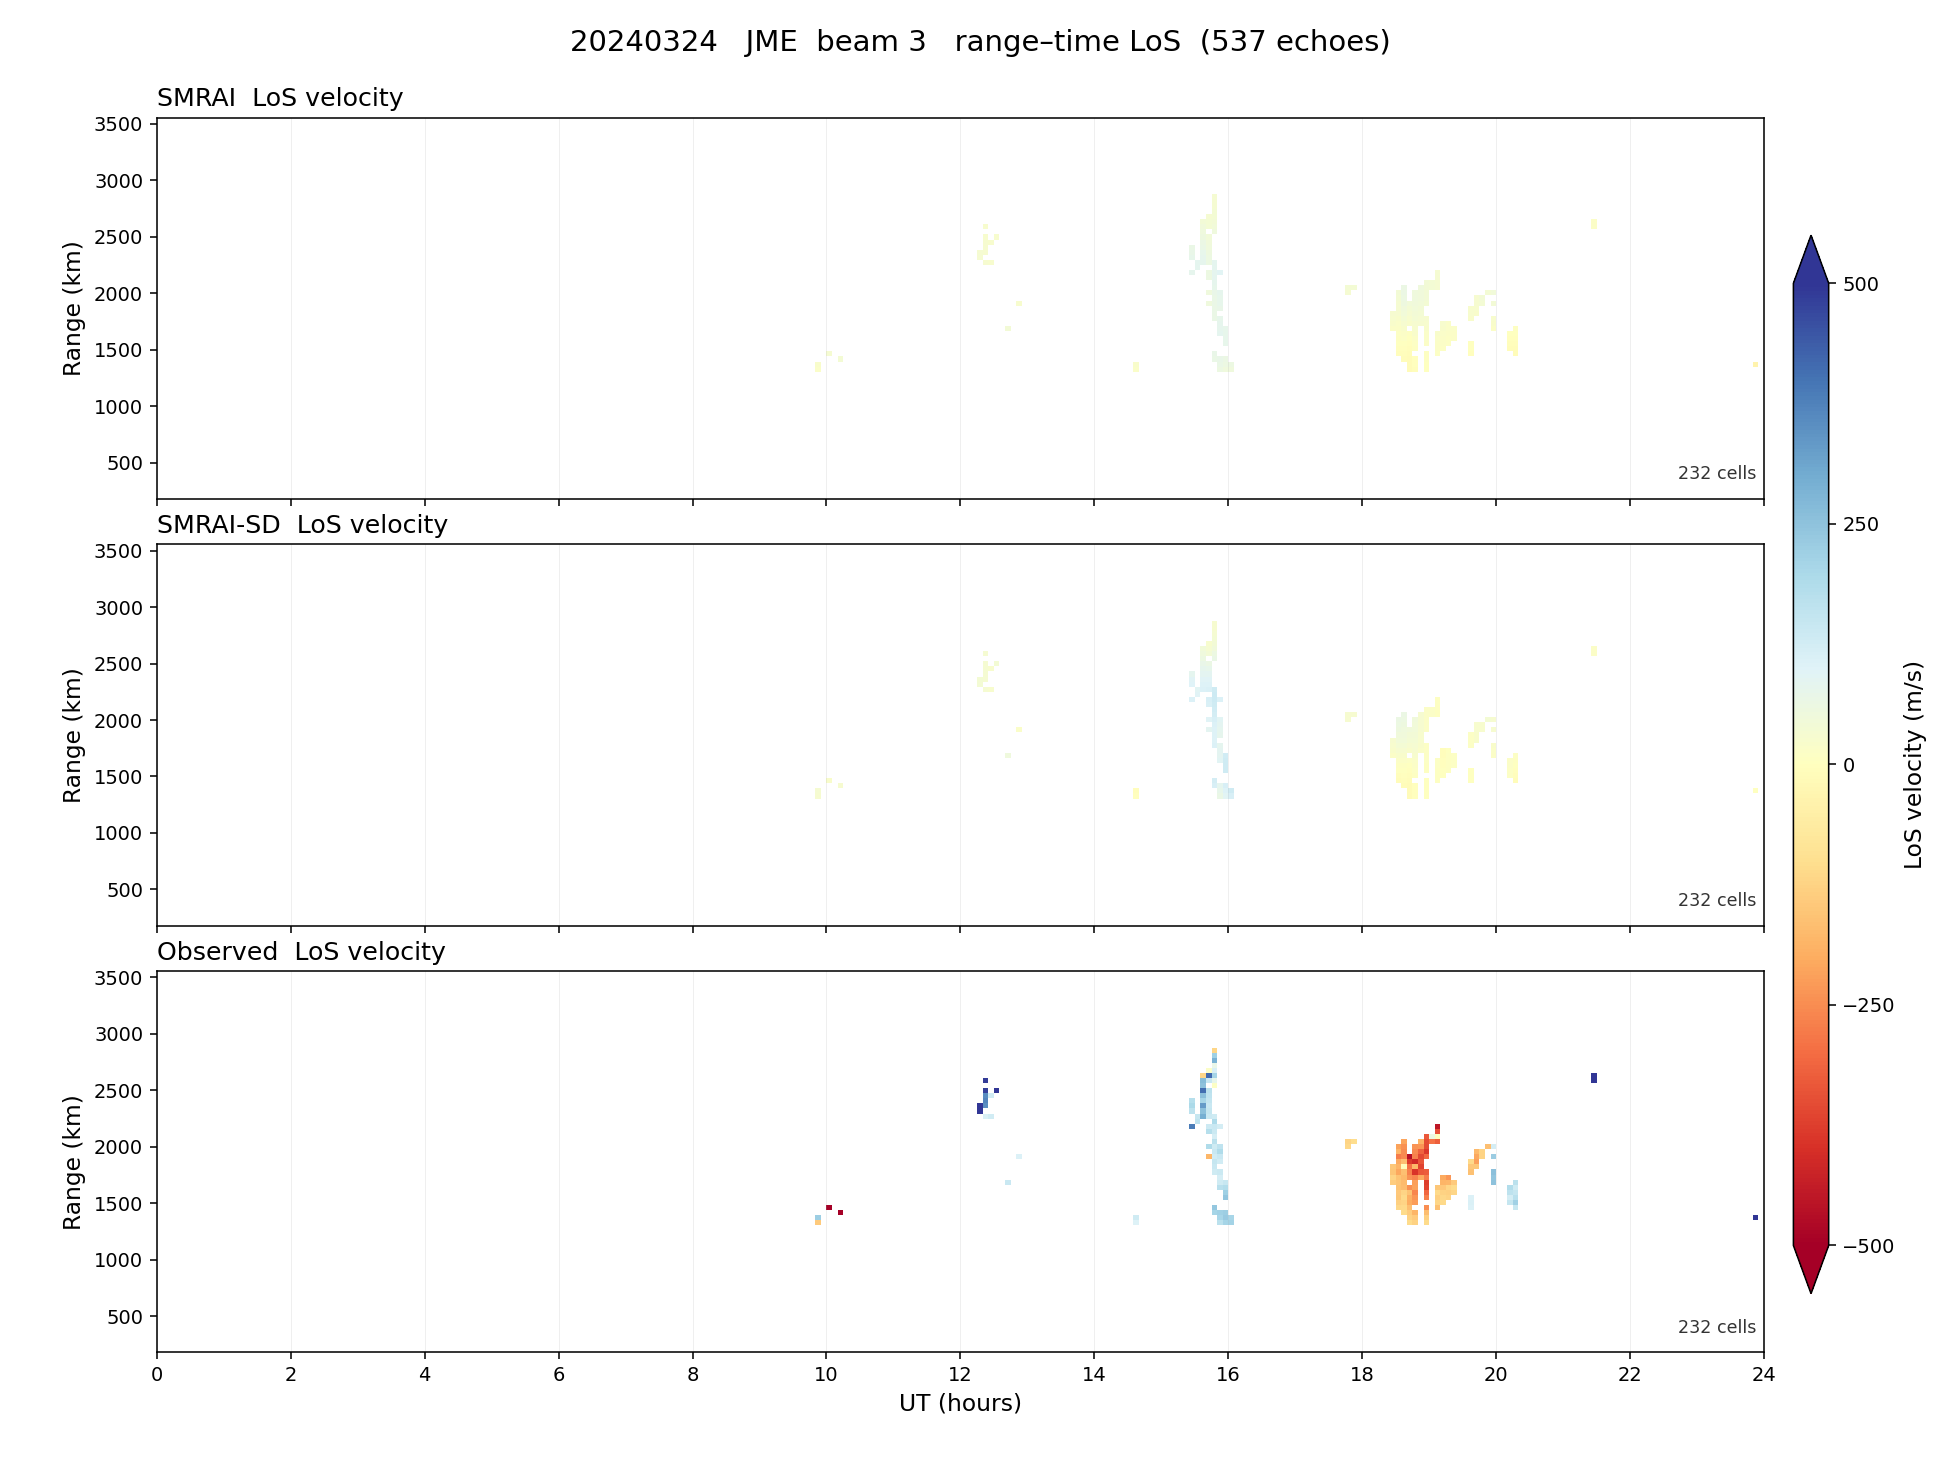 20240324   JME  beam 3   range–time LoS  (537 echoes)
SMRAI  LoS velocity
3500
3000
2500
2000
1500
1000
500
Range (km)
232 cells
SMRAI-SD  LoS velocity
3500
3000
2500
2000
1500
1000
500
Range (km)
232 cells
Observed  LoS velocity
3500
3000
2500
2000
1500
1000
500
Range (km)
232 cells
0 2 4 6 8 10 12 14 16 18 20 22 24
UT (hours)
500
250
0
−250
−500
LoS velocity (m/s)